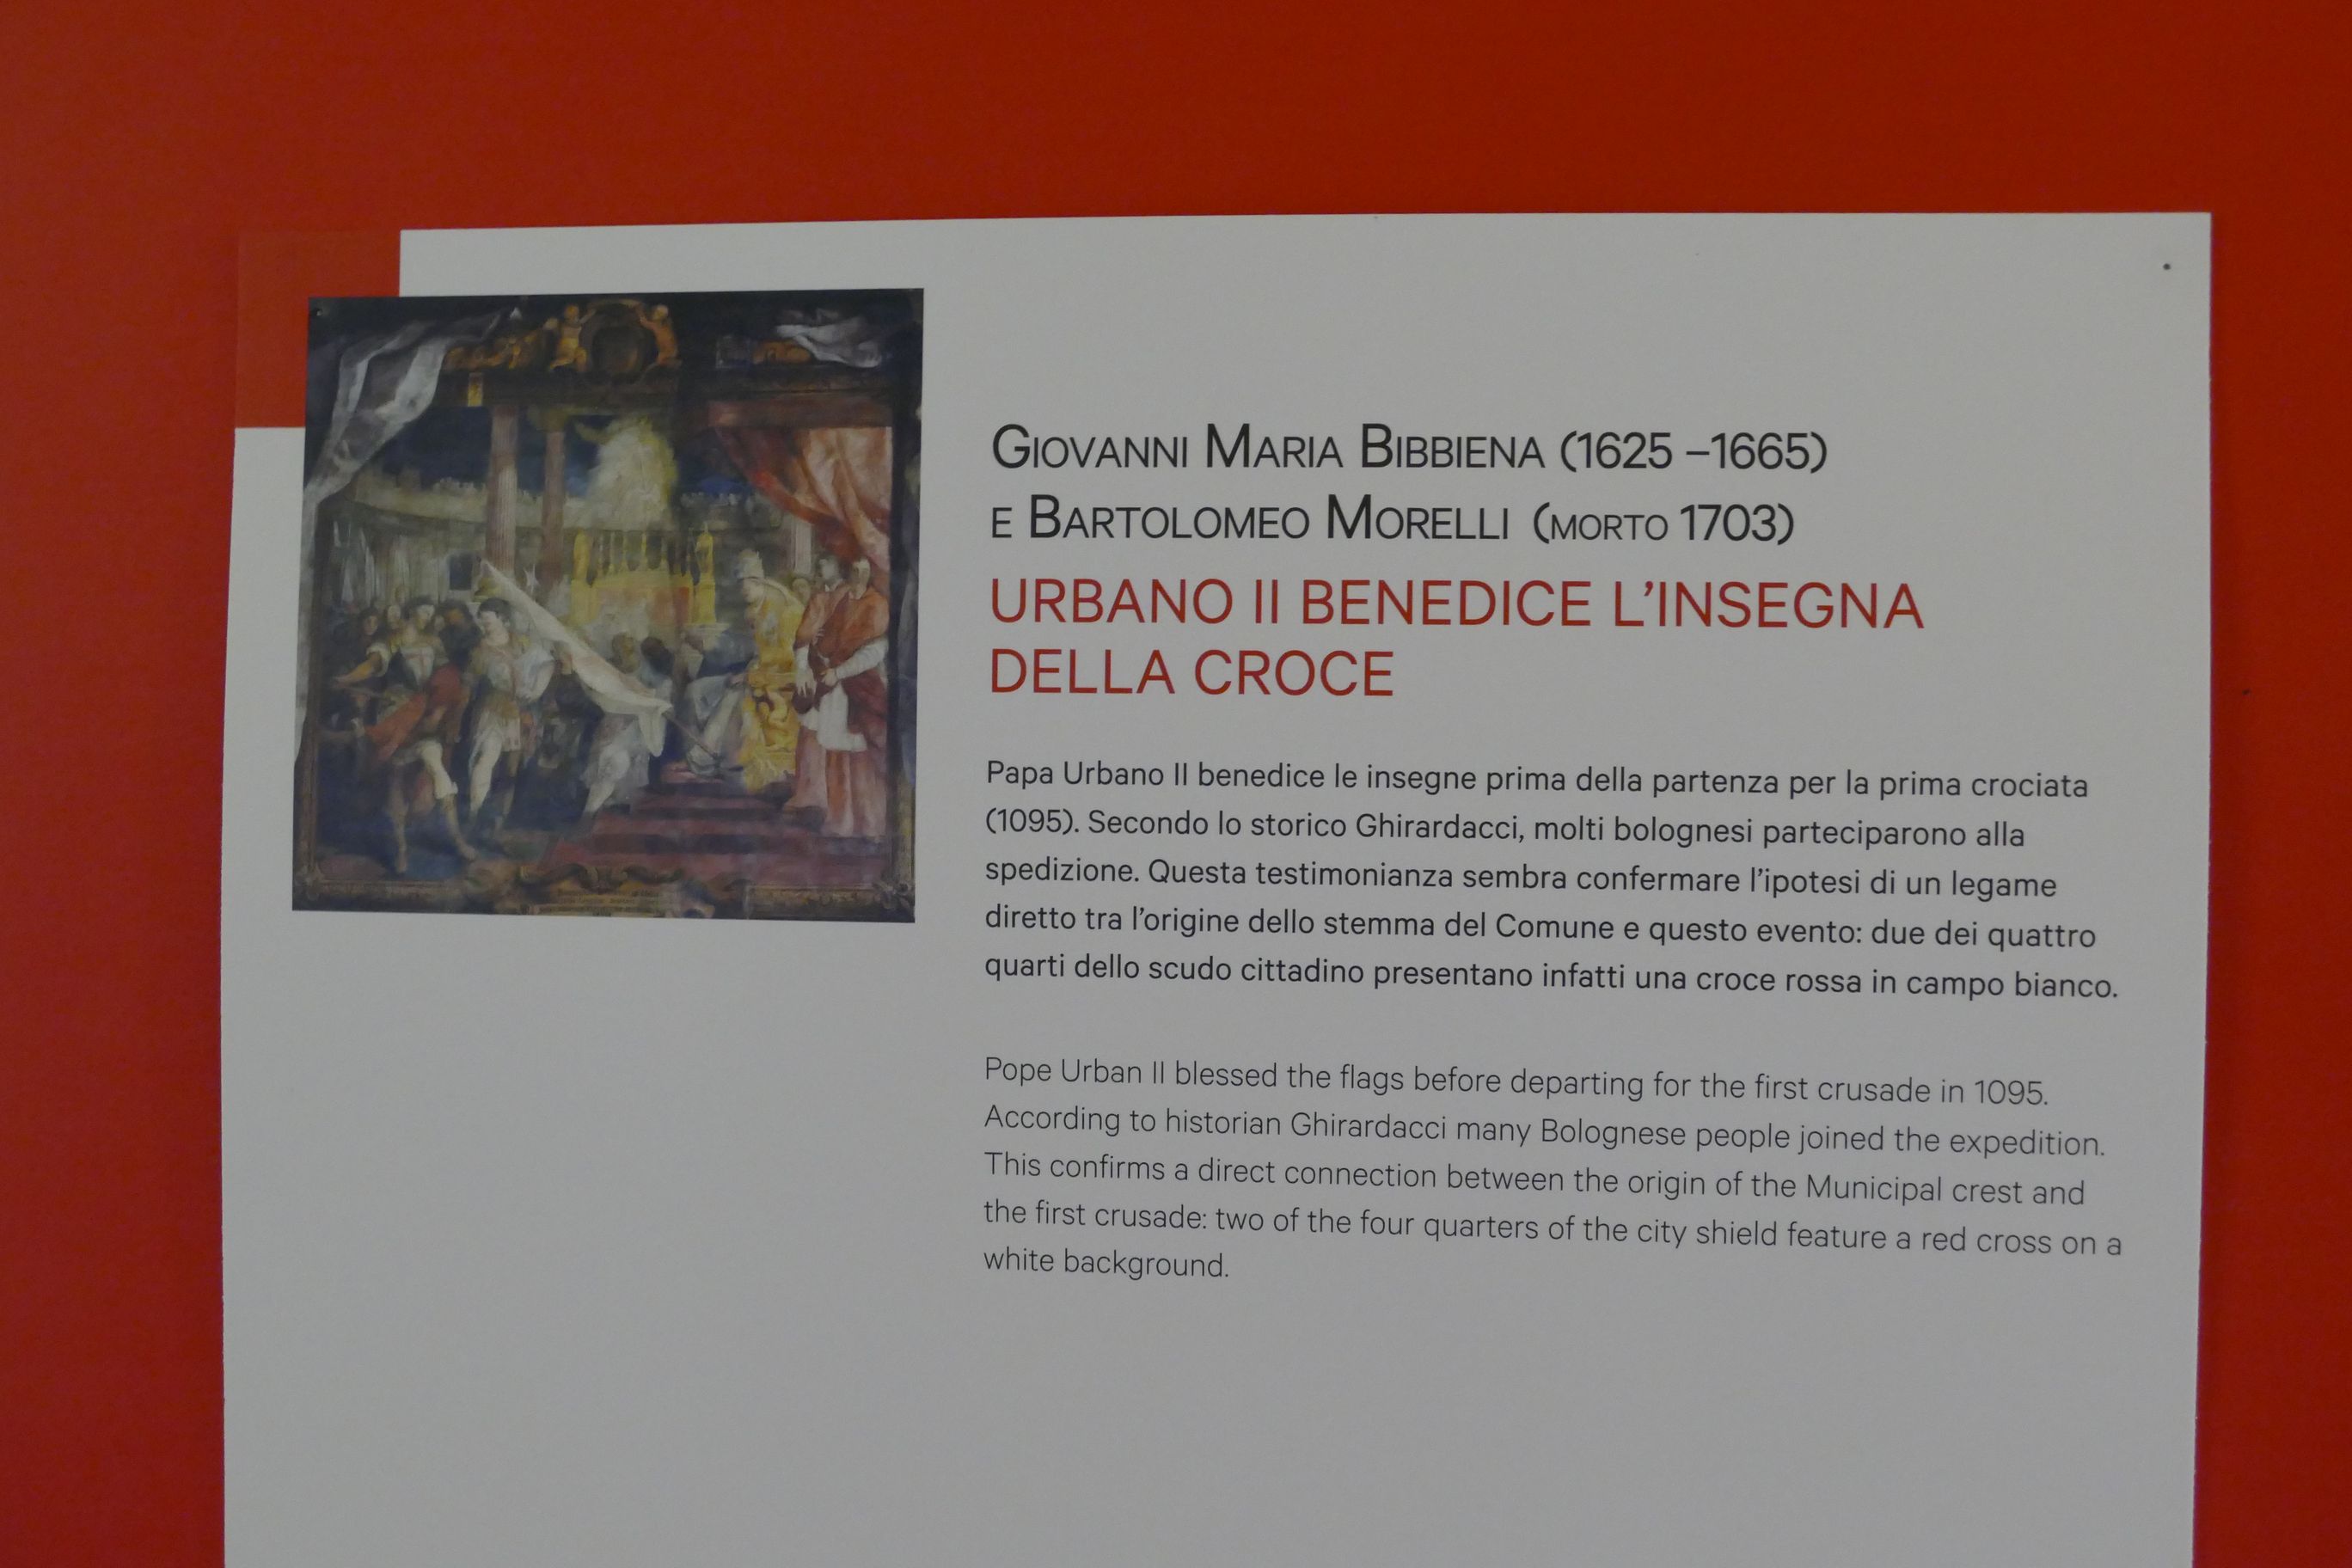 GIOVANNI MARIA BIBBIENA (1625 –1665)
E BARTOLOMEO MORELLI (MORTO 1703)
URBANO II BENEDICE L’INSEGNA
DELLA CROCE
Papa Urbano II benedice le insegne prima della partenza per la prima crociata
(1095). Secondo lo storico Ghirardacci, molti bolognesi parteciparono alla
spedizione. Questa testimonianza sembra confermare l’ipotesi di un legame
diretto tra l’origine dello stemma del Comune e questo evento: due dei quattro
quarti dello scudo cittadino presentano infatti una croce rossa in campo bianco.
Pope Urban II blessed the flags before departing for the first crusade in 1095.
According to historian Ghirardacci many Bolognese people joined the expedition.
This confirms a direct connection between the origin of the Municipal crest and
the first crusade: two of the four quarters of the city shield feature a red cross on a
white background.